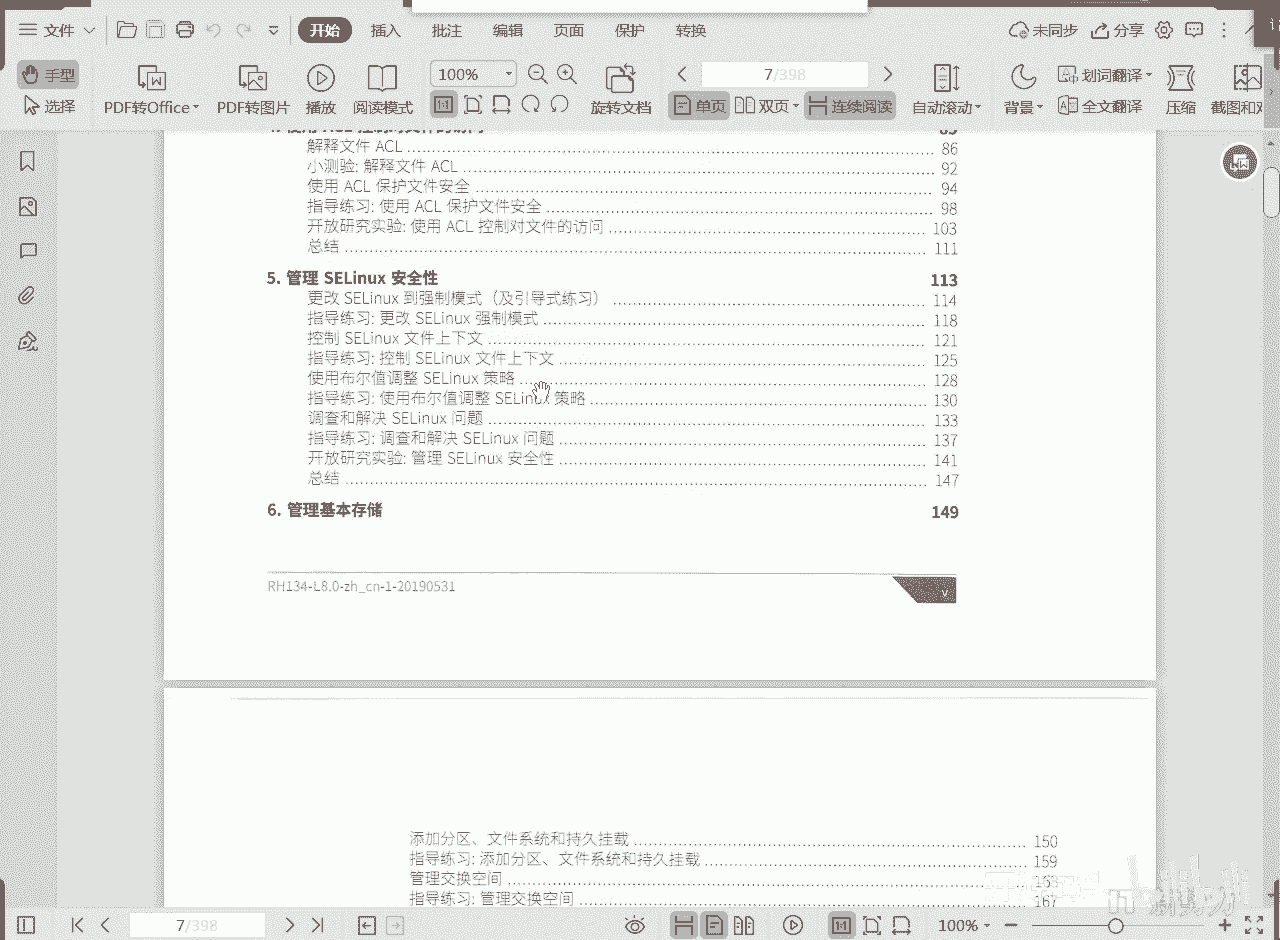 文件 开始 插入 批注 编辑 页面 保护 转换 未同步 分享
手型 选择 PDF转Office PDF转图片 播放 阅读模式 100% 旋转文档 7/398 单页 双页 连续阅读 自动滚动 背景 划词翻译 全文翻译 压缩
解释文件 ACL 86
小测验: 解释文件 ACL 92
使用 ACL 保护文件安全 94
指导练习: 使用 ACL 保护文件安全 98
开放研究实验: 使用 ACL 控制对文件的访问 103
总结 111
5. 管理 SELinux 安全性 113
更改 SELinux 到强制模式（及引导式练习） 114
指导练习: 更改 SELinux 强制模式 118
控制 SELinux 文件上下文 121
指导练习: 控制 SELinux 文件上下文 125
使用布尔值调整 SELinux 策略 128
指导练习: 使用布尔值调整 SELinux 策略 130
调查和解决 SELinux 问题 133
指导练习: 调查和解决 SELinux 问题 137
开放研究实验: 管理 SELinux 安全性 141
总结 147
6. 管理基本存储 149
RH134-L8.0-zh_cn-1-20190531 v
添加分区、文件系统和持久挂载 150
指导练习: 添加分区、文件系统和持久挂载 159
管理交换空间 163
指导练习: 管理交换空间 167
7/398 100%